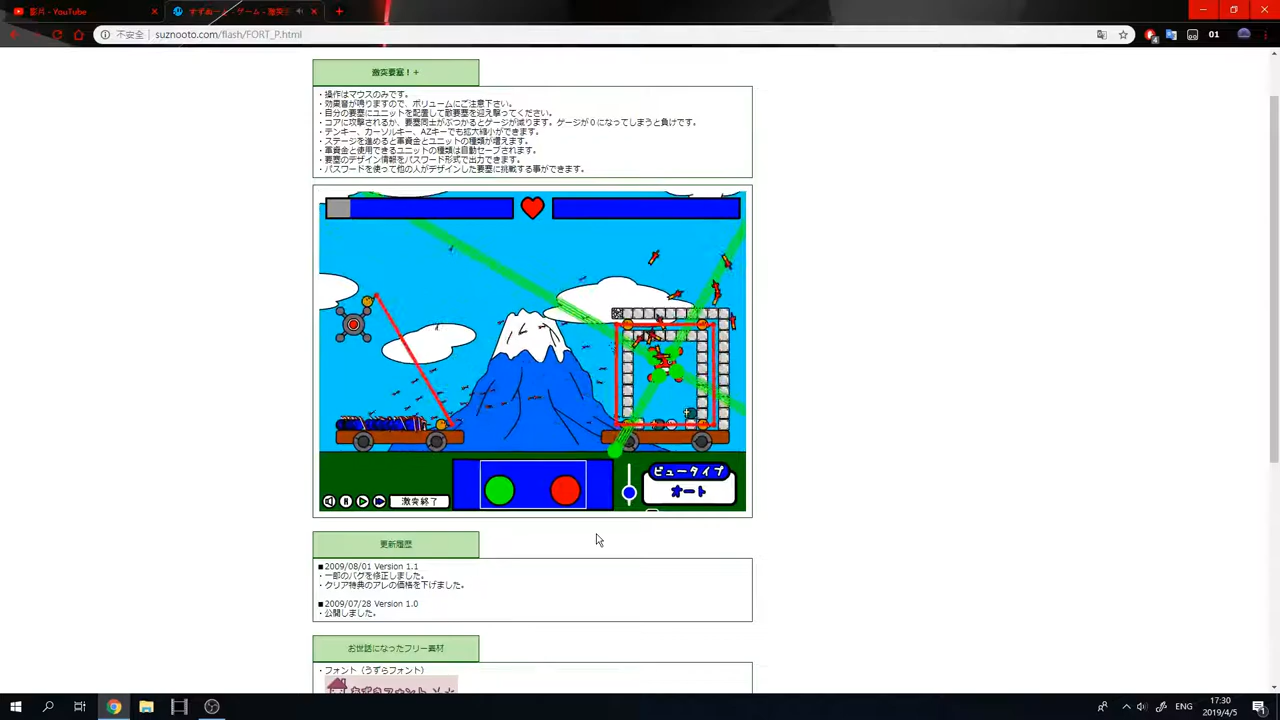 影片 - YouTube
すずぬーと - ゲーム - 激突要
不安全 | suznooto.com/flash/FORT_P.html
4
01
激突要塞！＋
・操作はマウスのみです。
・効果音が鳴りますので、ボリュームにご注意下さい。
・自分の要塞にユニットを配置して敵要塞を迎え撃ってください。
・コアに攻撃されるか、要塞同士がぶつかるとゲージが減ります。ゲージが０になってしまうと負けです。
・テンキー、カーソルキー、AZキーでも拡大縮小ができます。
・ステージを進めると軍資金とユニットの種類が増えます。
・軍資金と使用できるユニットの種類は自動セーブされます。
・要塞のデザイン情報をパスワード形式で出力できます。
・パスワードを使って他の人がデザインした要塞に挑戦する事ができます。
激突終了
ビュータイプ
オート
更新履歴
■2009/08/01 Version 1.1
・一部のバグを修正しました。
・クリア特典のアレの価格を下げました。
■2009/07/28 Version 1.0
・公開しました。
お世話になったフリー素材
・フォント（うずらフォント）
ENG
17:30
2019/4/5
1